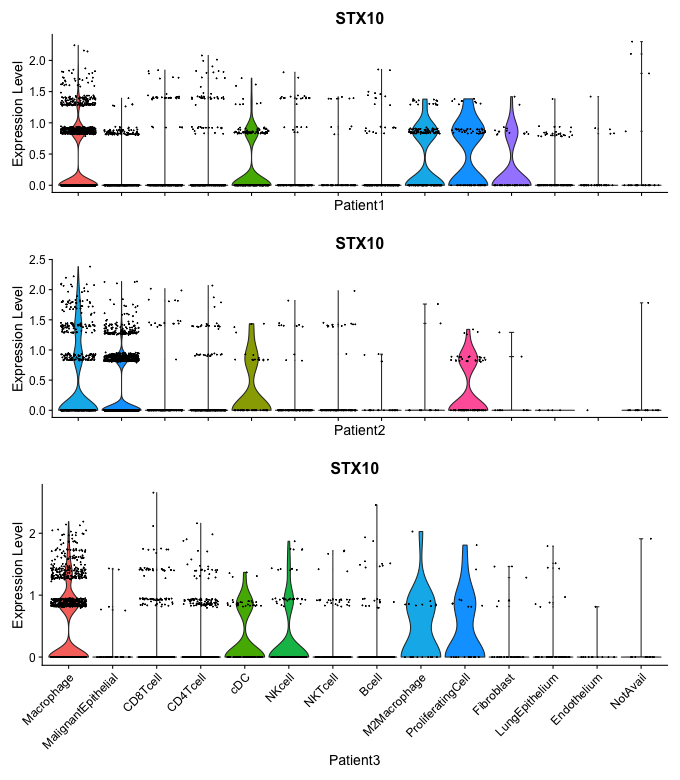 STX10
Expression Level
2.0
1.5
1.0
0.5
0.0
Patient1
STX10
Expression Level
2.5
2.0
1.5
1.0
0.5
0.0
Patient2
STX10
Expression Level
2
1
0
Macrophage
MalignantEpithelial
CD8Tcell
CD4Tcell
cDC
NKcell
NKTcell
Bcell
M2Macrophage
ProliferatingCell
Fibroblast
LungEpithelium
Endothelium
NotAvail
Patient3